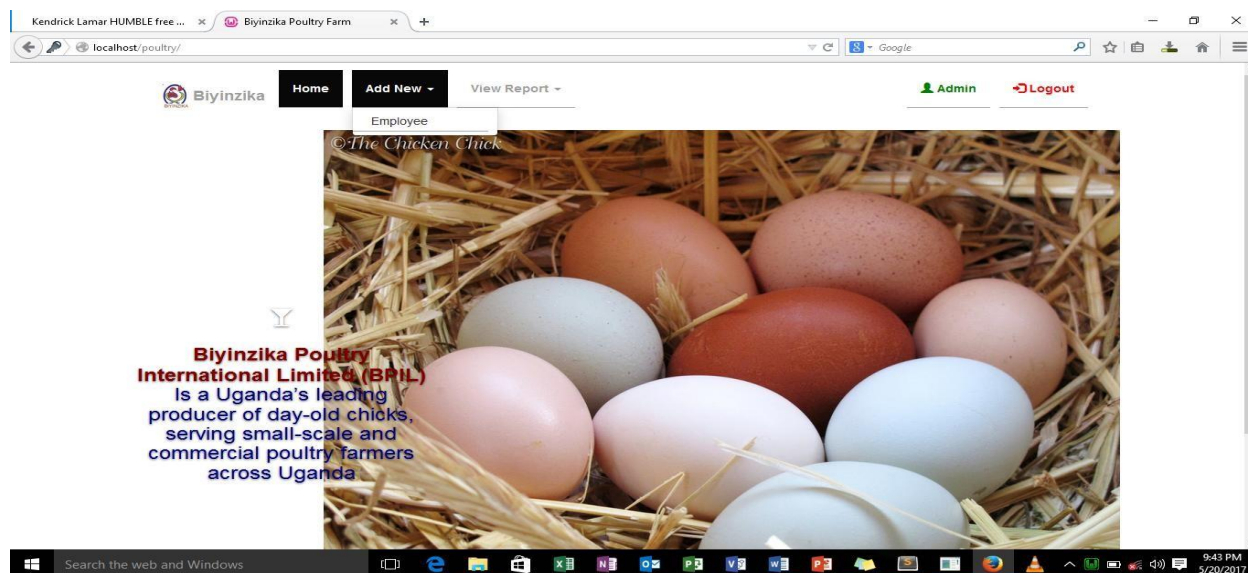 Kendrick Lamar HUMBLE free ...
Biyinzika Poultry Farm
localhost/poultry/
Google
Biyinzika
Home
Add New
View Report
Admin
Logout
Employee
©The Chicken Chick
Biyinzika Poultry
International Limited (BPIL)
Is a Uganda's leading
producer of day-old chicks,
serving small-scale and
commercial poultry farmers
across Uganda
Search the web and Windows
9:43 PM
5/20/2017